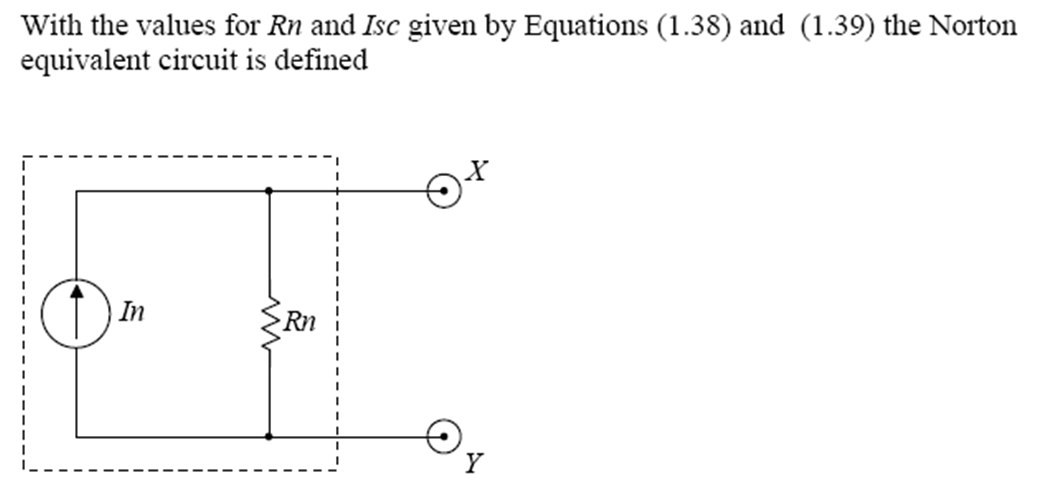 With the values for Rn and Isc given by Equations (1.38) and (1.39) the Norton
equivalent circuit is defined
X
In
Rn
Y